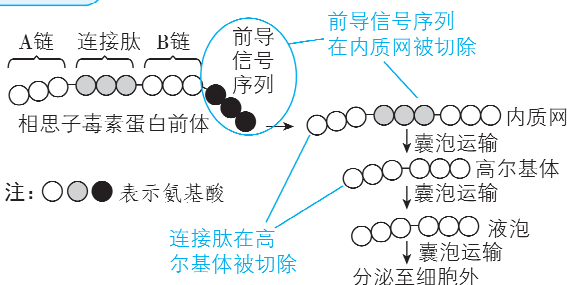 A链 连接肽 B链
前导
信号
序列
前导信号序列
在内质网被切除
相思子毒素蛋白前体
内质网
囊泡运输
高尔基体
注： 表示氨基酸
囊泡运输
连接肽在高
尔基体被切除
液泡
囊泡运输
分泌至细胞外